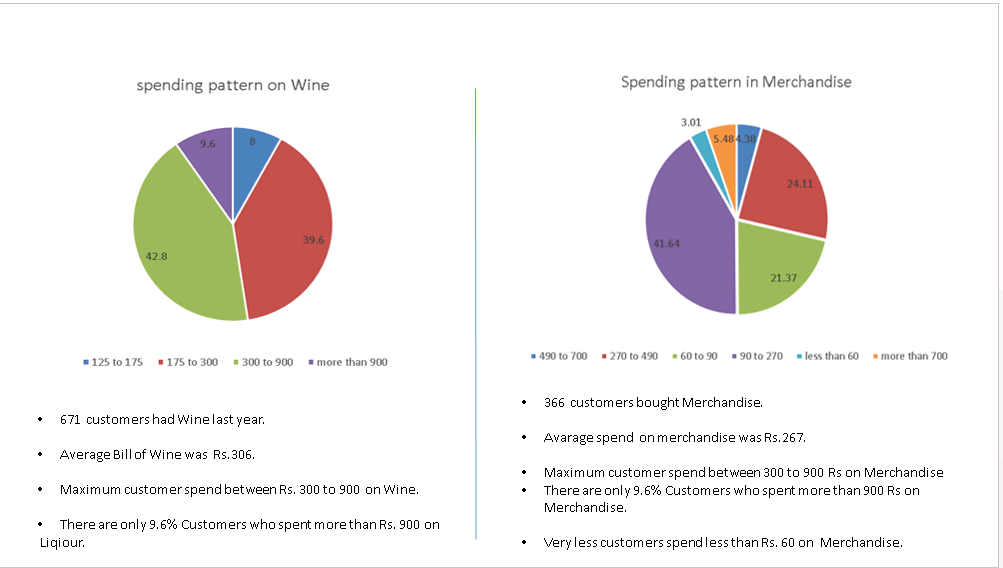 spending pattern on Wine
9.6
8
39.6
42.8
125 to 175
175 to 300
300 to 900
more than 900
• 671 customers had Wine last year.
• Average Bill of Wine was Rs.306.
• Maximum customer spend between Rs. 300 to 900 on Wine.
• There are only 9.6% Customers who spent more than Rs. 900 on
Liqiour.
Spending pattern in Merchandise
3.01
5.48
4.38
24.11
41.64
21.37
490 to 700
270 to 490
60 to 90
90 to 270
less than 60
more than 700
• 366 customers bought Merchandise.
• Avarage spend on merchandise was Rs.267.
• Maximum customer spend between 300 to 900 Rs on Merchandise
• There are only 9.6% Customers who spent more than 900 Rs on
Merchandise.
• Very less customers spend less than Rs. 60 on Merchandise.